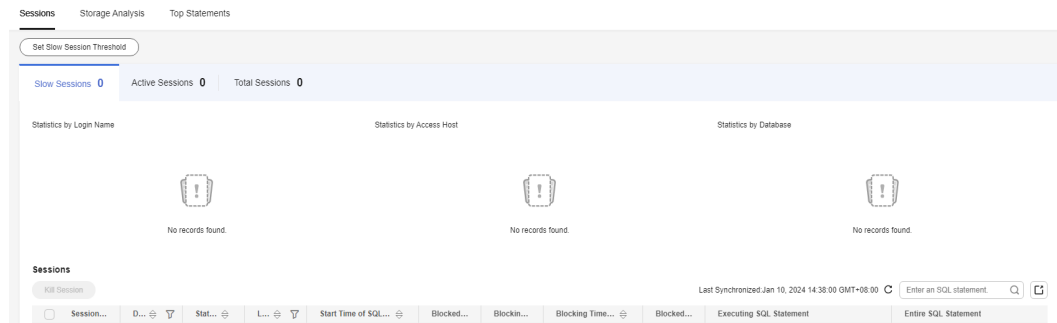 Sessions Storage Analysis Top Statements
Set Slow Session Threshold
Slow Sessions 0 Active Sessions 0 Total Sessions 0
Statistics by Login Name Statistics by Access Host Statistics by Database
No records found. No records found. No records found.
Sessions
Kill Session Last Synchronized:Jan 10, 2024 14:38:00 GMT+08:00 Enter an SQL statement.
Session... D... Stat... L... Start Time of SQL... Blocked... Blockin... Blocking Time... Blocked... Executing SQL Statement Entire SQL Statement